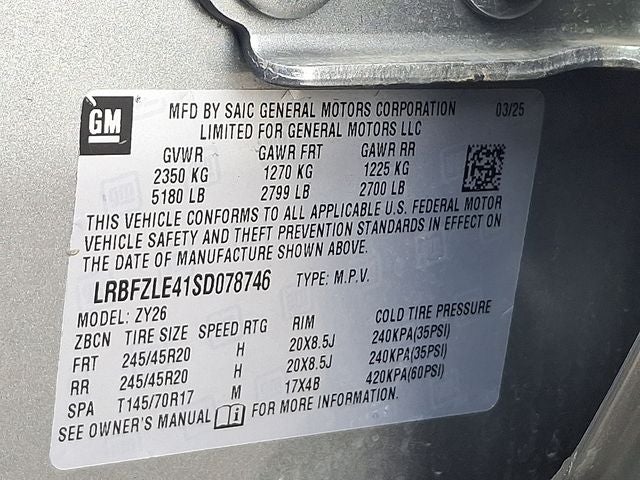 GM
MFD BY SAIC GENERAL MOTORS CORPORATION 03/25
LIMITED FOR GENERAL MOTORS LLC
GVWR GAWR FRT GAWR RR
2350 KG 1270 KG 1225 KG
5180 LB 2799 LB 2700 LB
THIS VEHICLE CONFORMS TO ALL APPLICABLE U.S. FEDERAL MOTOR
VEHICLE SAFETY AND THEFT PREVENTION STANDARDS IN EFFECT ON
THE DATE OF MANUFACTURE SHOWN ABOVE.
LRBFZLE41SD078746 TYPE: M.P.V.
MODEL: ZY26
ZBCN TIRE SIZE SPEED RTG RIM COLD TIRE PRESSURE
FRT 245/45R20 H 20X8.5J 240KPA(35PSI)
RR 245/45R20 H 20X8.5J 240KPA(35PSI)
SPA T145/70R17 M 17X4B 420KPA(60PSI)
SEE OWNER'S MANUAL i FOR MORE INFORMATION.